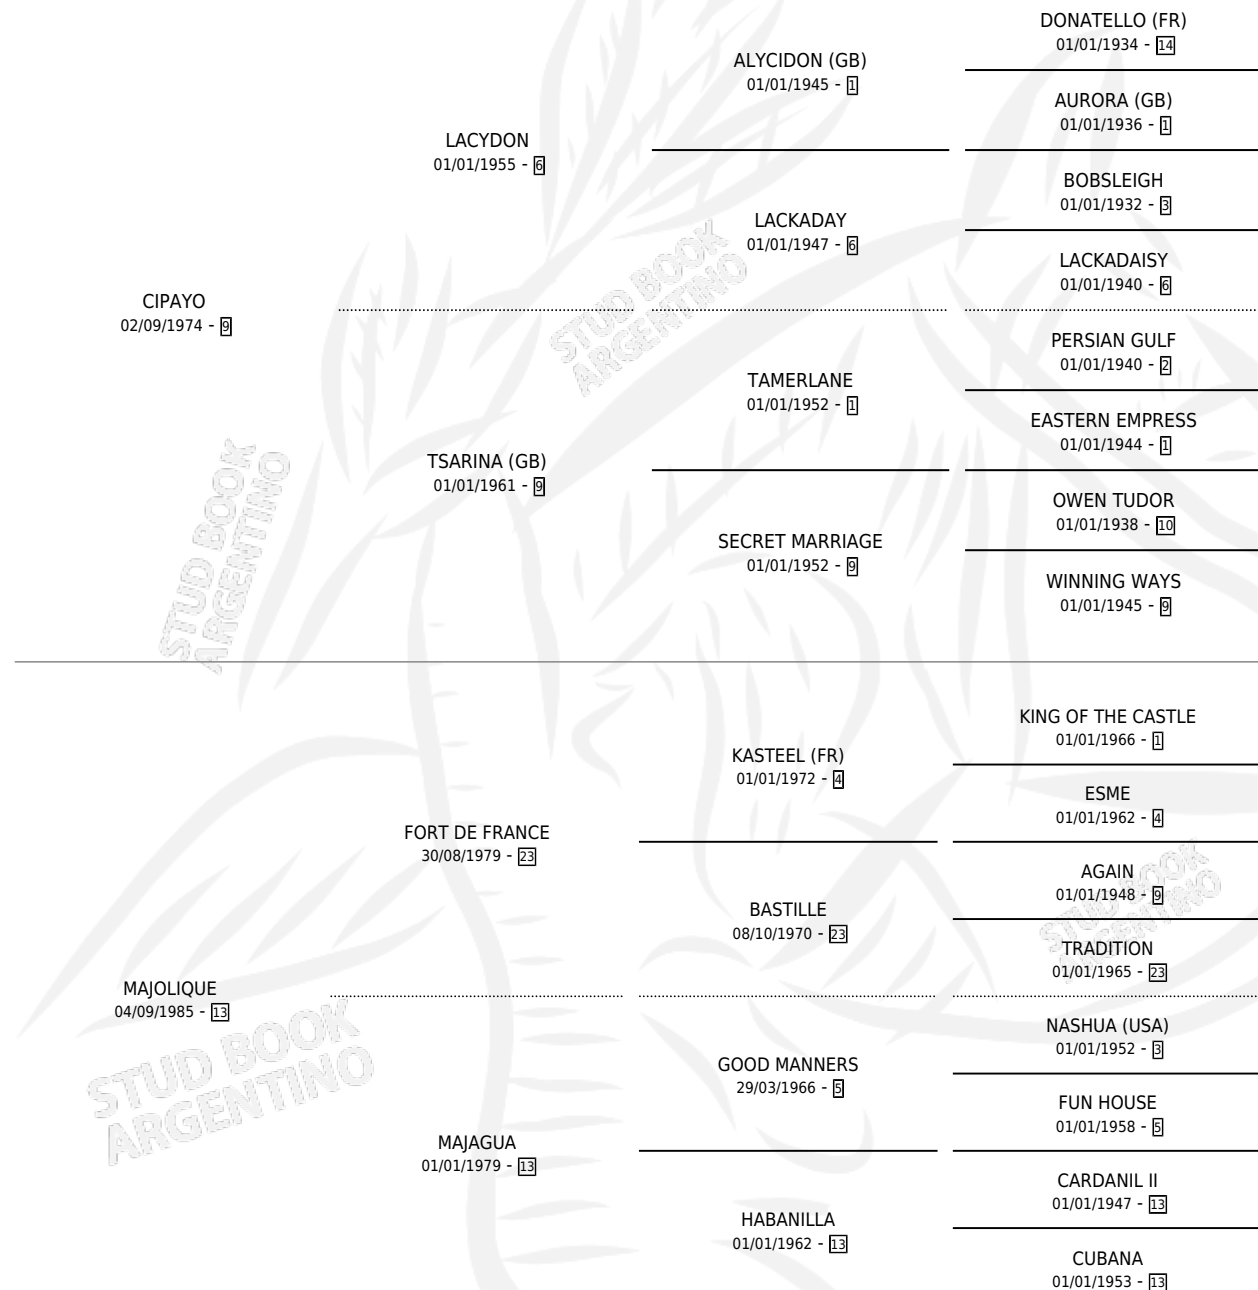 DONATELLO (FR)
01/01/1934 - 14
ALYCIDON (GB)
01/01/1945 - 1
AURORA (GB)
01/01/1936 - 1
LACYDON
01/01/1955 - 6
BOBSLEIGH
01/01/1932 - 3
LACKADAY
01/01/1947 - 6
LACKADAISY
01/01/1940 - 6
CIPAYO
02/09/1974 - 9
PERSIAN GULF
01/01/1940 - 2
TAMERLANE
01/01/1952 - 1
EASTERN EMPRESS
01/01/1944 - 1
TSARINA (GB)
01/01/1961 - 9
OWEN TUDOR
01/01/1938 - 10
SECRET MARRIAGE
01/01/1952 - 9
WINNING WAYS
01/01/1945 - 9
STUD BOOK
ARGENTINO
STUD BOOK
ARGENTINO
KING OF THE CASTLE
01/01/1966 - 1
KASTEEL (FR)
01/01/1972 - 4
ESME
01/01/1962 - 4
FORT DE FRANCE
30/08/1979 - 23
AGAIN
01/01/1948 - 9
BASTILLE
08/10/1970 - 23
TRADITION
01/01/1965 - 23
MAJOLIQUE
04/09/1985 - 13
NASHUA (USA)
01/01/1952 - 3
GOOD MANNERS
29/03/1966 - 5
FUN HOUSE
01/01/1958 - 5
MAJAGUA
01/01/1979 - 13
CARDANIL II
01/01/1947 - 13
HABANILLA
01/01/1962 - 13
CUBANA
01/01/1953 - 13
STUD BOOK
ARGENTINO
STUD BOOK
ARGENTINO